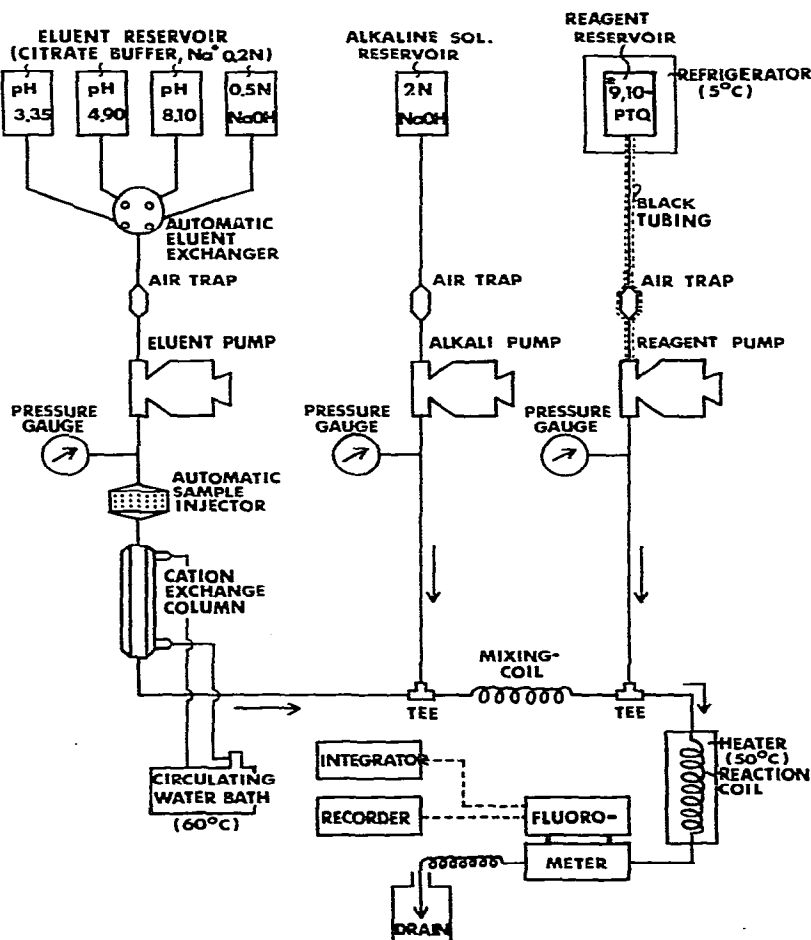 ELUENT RESERVOIR
(CITRATE BUFFER, Na+ 0.2N)
pH
3.35
pH
4.90
pH
8.10
0.5N
NaOH
ALKALINE SOL.
RESERVOIR
2N
NaOH
REAGENT
RESERVOIR
* 9,10-
PTQ
REFRIGERATOR
(5°C)
AUTOMATIC
ELUENT
EXCHANGER
BLACK
TUBING
AIR TRAP
AIR TRAP
AIR TRAP
ELUENT PUMP
ALKALI PUMP
REAGENT PUMP
PRESSURE
GAUGE
PRESSURE
GAUGE
PRESSURE
GAUGE
AUTOMATIC
SAMPLE
INJECTOR
CATION
EXCHANGE
COLUMN
MIXING-
COIL
TEE
TEE
CIRCULATING
WATER BATH
(60°C)
INTEGRATOR
RECORDER
FLUORO-
METER
HEATER
(50°C)
REACTION
COIL
DRAIN